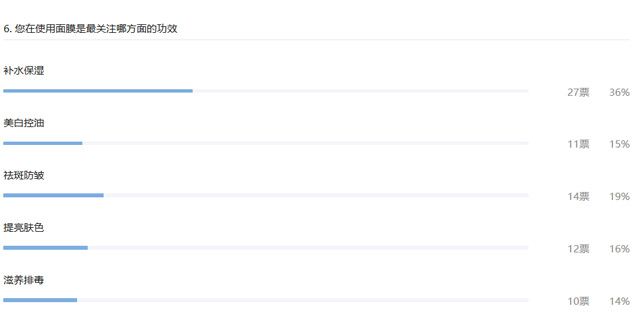 6. 您在使用面膜是最关注哪方面的功效
补水保湿
27票 36%
美白控油
11票 15%
祛斑防皱
14票 19%
提亮肤色
12票 16%
滋养排毒
10票 14%